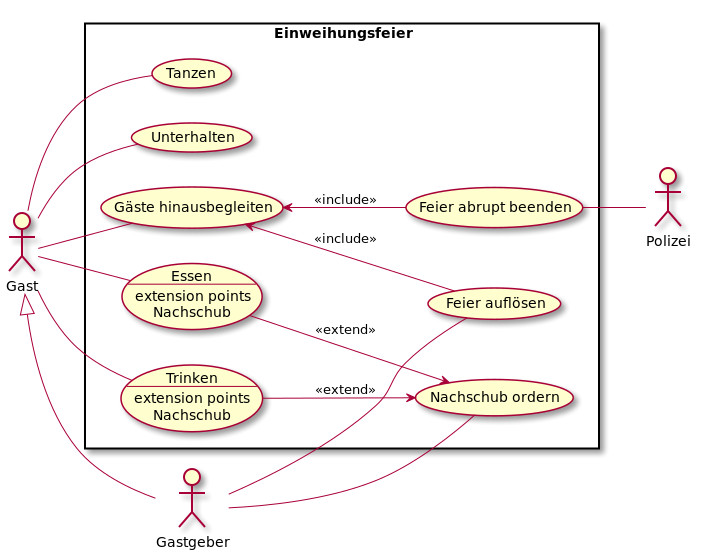 Einweihungsfeier
Tanzen
Unterhalten
Gäste hinausbegleiten
«include»
Feier abrupt beenden
Polizei
«include»
Gast
Essen
extension points
Nachschub
Feier auflösen
«extend»
Trinken
extension points
Nachschub
«extend»
Nachschub ordern
Gastgeber